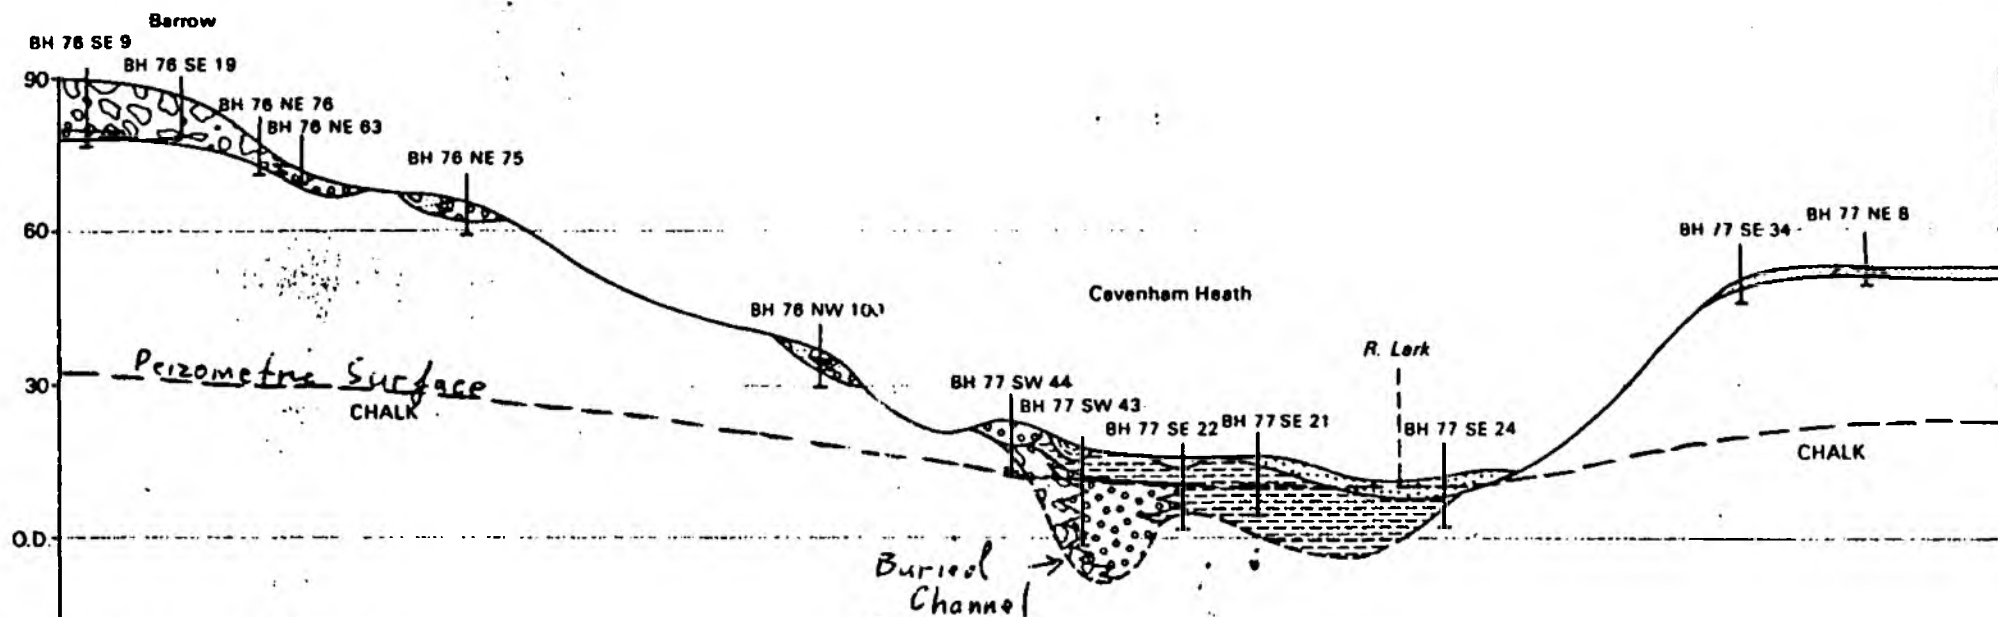 Barrow
BH 76 SE 9
BH 76 SE 19
90
BH 76 NE 76
BH 76 NE 63
BH 76 NE 75
60
BH 77 NE 8
BH 77 SE 34
Cavenham Heath
BH 76 NW 100
R. Lark
Peizometric Surface
30
CHALK
BH 77 SW 44
BH 77 SW 43
BH 77 SE 22
BH 77 SE 21
BH 77 SE 24
CHALK
O.D.
Buried
Channel